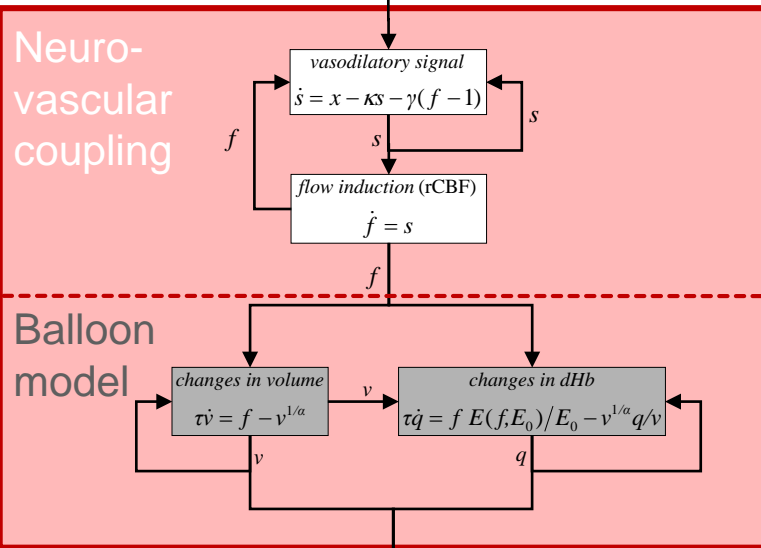 Neuro-
vascular
coupling
vasodilatory signal
ṡ = x − κs − γ(f − 1)
f
s
s
flow induction (rCBF)
ḟ = s
f
Balloon
model
changes in volume
τv̇ = f − v^{1/α}
v
changes in dHb
τq̇ = f E(f,E₀)/E₀ − v^{1/α} q/v
v
q